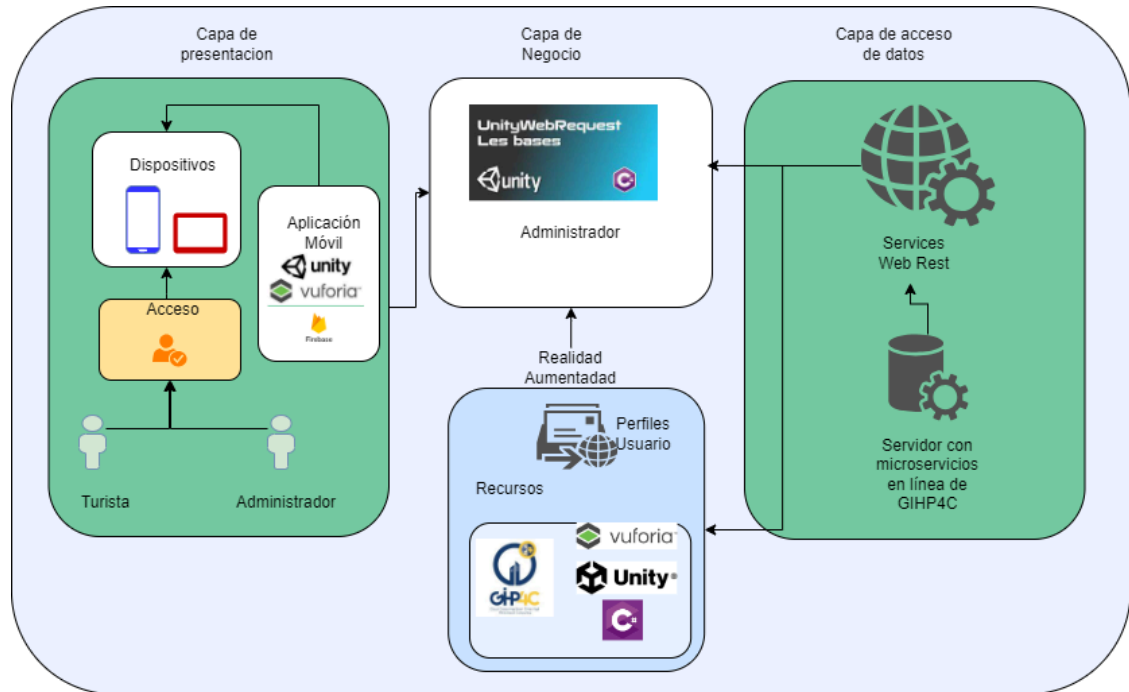 Capa de
presentacion
Capa de
Negocio
Capa de acceso
de datos
Dispositivos
Aplicación
Móvil
unity
vuforia™
Firebase
Acceso
Turista
Administrador
UnityWebRequest
Les bases
unity
C#
Administrador
Realidad
Aumentadad
Perfiles
Usuario
Recursos
GIHP4C
vuforia™
Unity®
C#
Services
Web Rest
Servidor con
microservicios
en línea de
GIHP4C